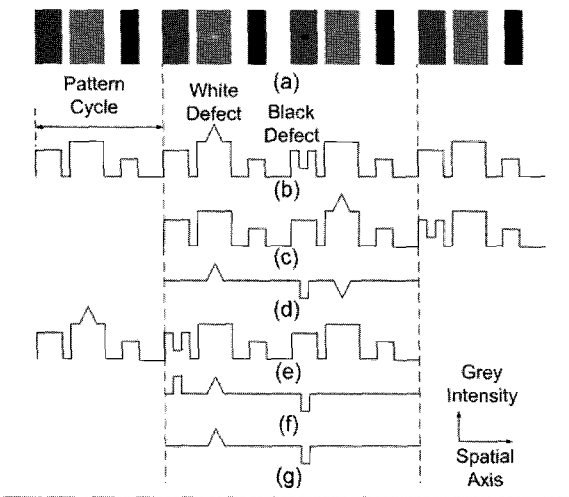 (a)
Pattern
Cycle
White
Defect
Black
Defect
(b)
(c)
(d)
(e)
(f)
(g)
Grey
Intensity
Spatial
Axis